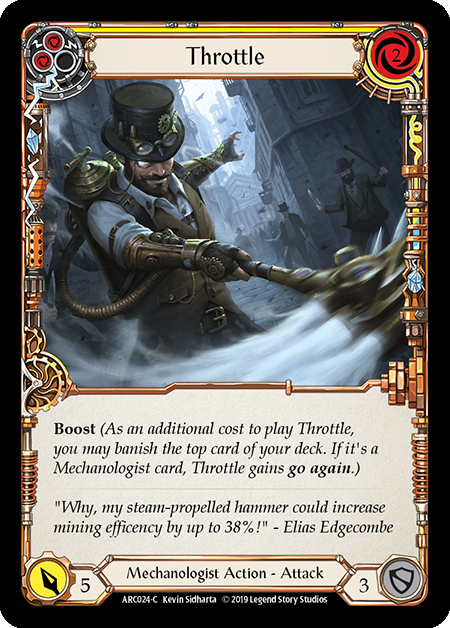 Throttle
2
Boost (As an additional cost to play Throttle,
you may banish the top card of your deck. If it's a
Mechanologist card, Throttle gains go again.)
"Why, my steam-propelled hammer could increase
mining efficency by up to 38%!" - Elias Edgecombe
5
Mechanologist Action - Attack
3
ARC024-C Kevin Sidharta © 2019 Legend Story Studios